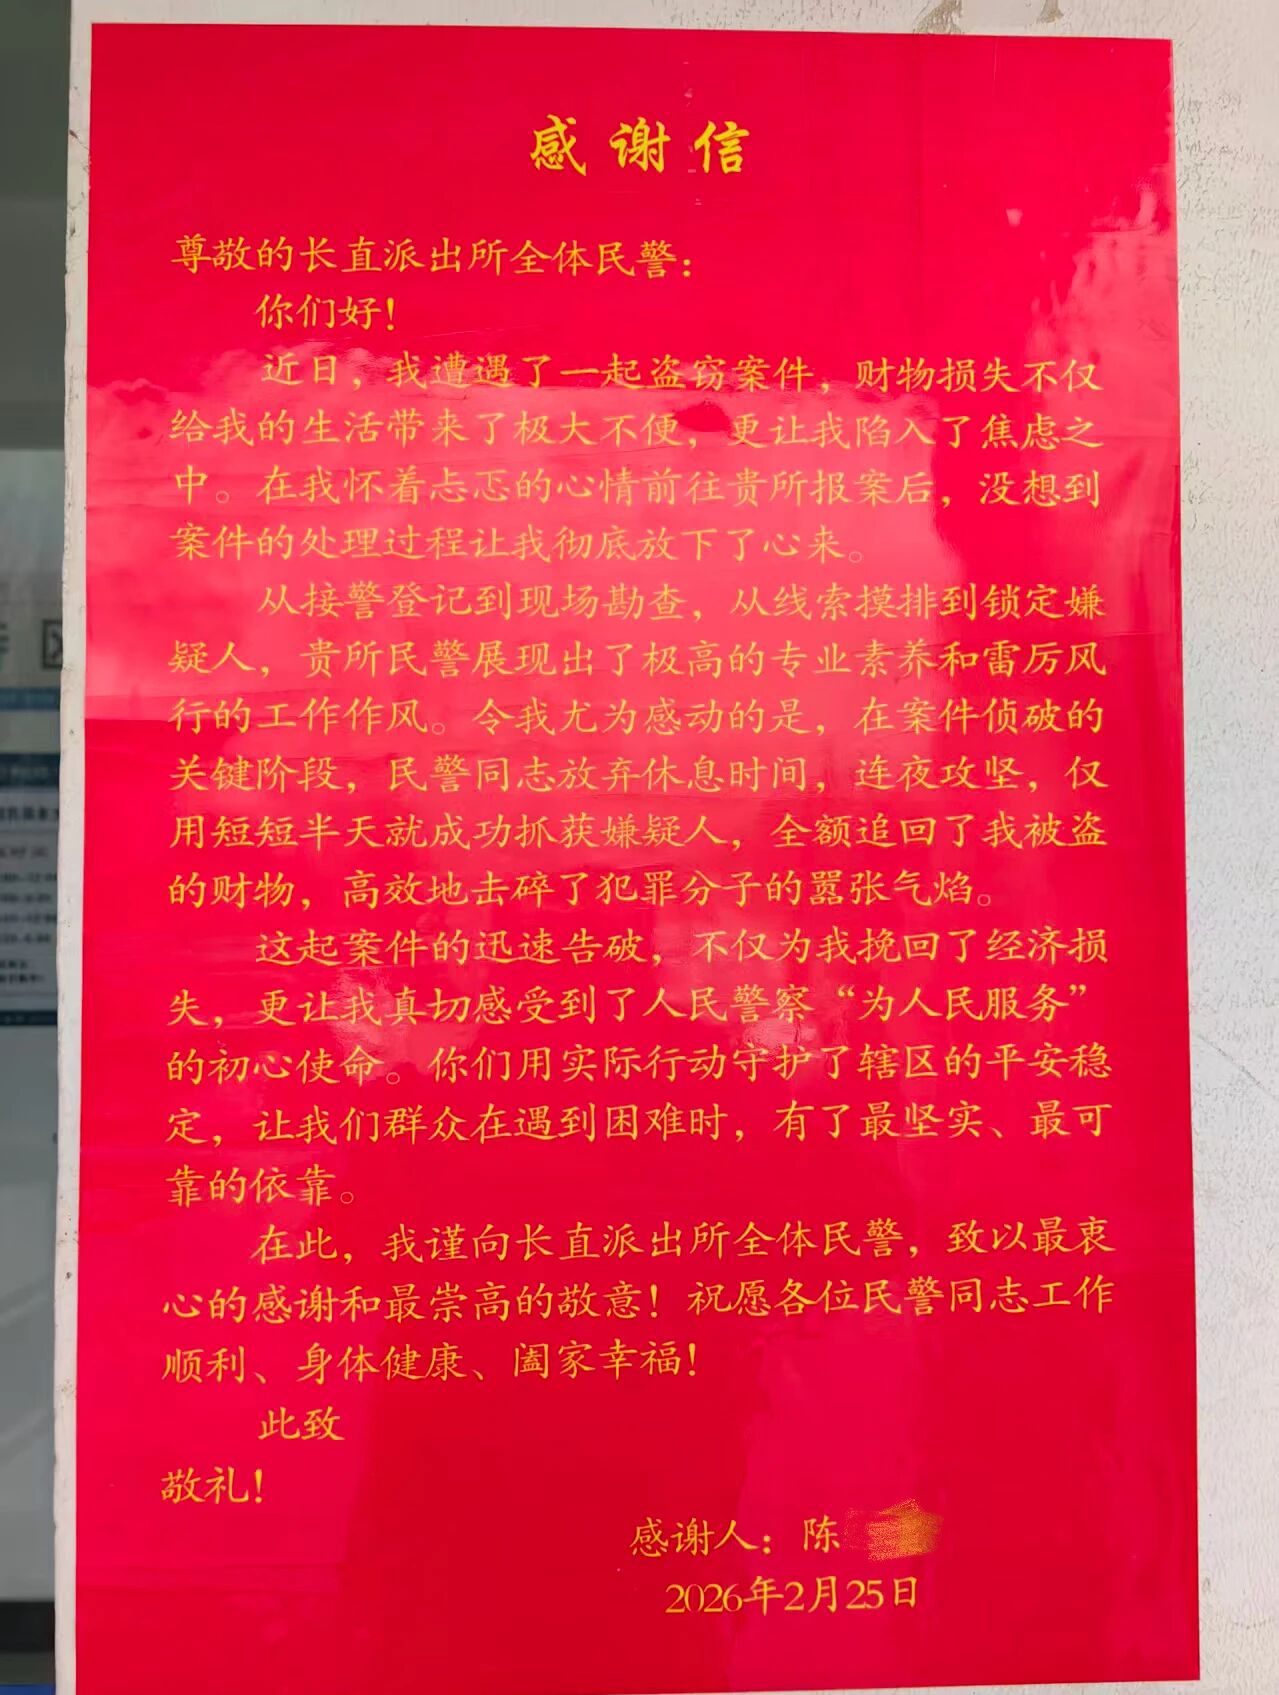 感谢信
尊敬的长直派出所全体民警：
你们好！
近日，我遭遇了一起盗窃案件，财物损失不仅
给我的生活带来了极大不便，更让我陷入了焦虑之
中。在我怀着忐忑的心情前往贵所报案后，没想到
案件的处理过程让我彻底放下了心来。
从接警登记到现场勘查，从线索摸排到锁定嫌
疑人，贵所民警展现出了极高的专业素养和雷厉风
行的工作作风。令我尤为感动的是，在案件侦破的
关键阶段，民警同志放弃休息时间，连夜攻坚，仅
用短短半天就成功抓获嫌疑人，全额追回了我被盗
的财物，高效地击碎了犯罪分子的嚣张气焰。
这起案件的迅速告破，不仅为我挽回了经济损
失，更让我真切感受到了人民警察“为人民服务”
的初心使命。你们用实际行动守护了辖区的平安稳
定，让我们群众在遇到困难时，有了最坚实、最可
靠的依靠。
在此，我谨向长直派出所全体民警，致以最衷
心的感谢和最崇高的敬意！祝愿各位民警同志工作
顺利、身体健康、阖家幸福！
此致
敬礼！
感谢人：陈
2026年2月25日